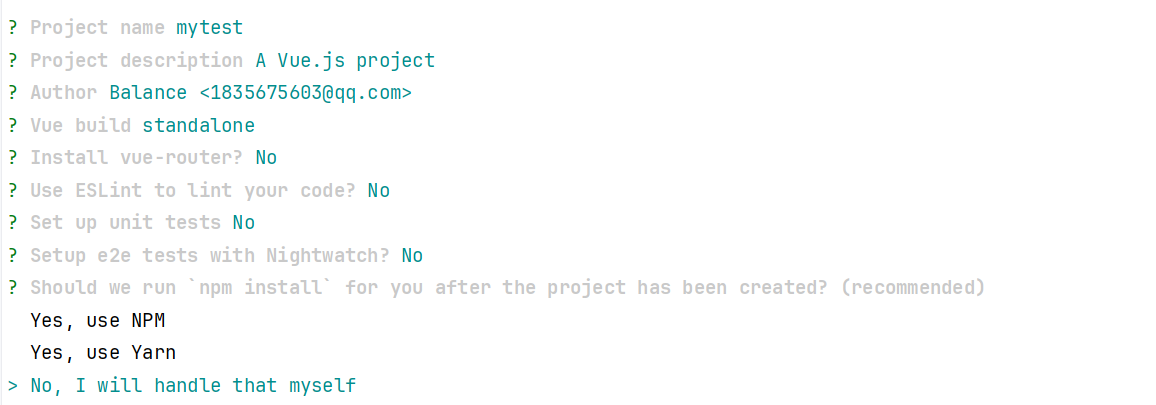 ? Project name mytest
? Project description A Vue.js project
? Author Balance <1835675603@qq.com>
? Vue build standalone
? Install vue-router? No
? Use ESLint to lint your code? No
? Set up unit tests No
? Setup e2e tests with Nightwatch? No
? Should we run `npm install` for you after the project has been created? (recommended)
Yes, use NPM
Yes, use Yarn
> No, I will handle that myself